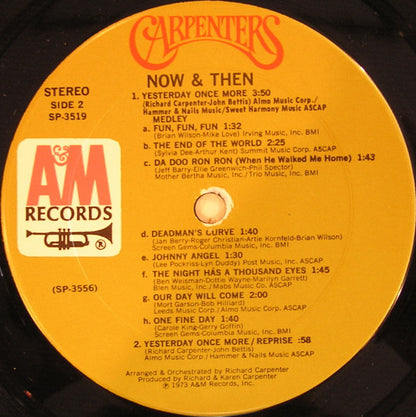 CARPENTERS
NOW & THEN
STEREO
SIDE 2
SP-3519
1. YESTERDAY ONCE MORE 3:50
(Richard Carpenter-John Bettis) Almo Music Corp./
Hammer & Nails Music/Sweet Harmony Music ASCAP
MEDLEY
a. FUN, FUN, FUN 1:32
(Brian Wilson-Mike Love) Irving Music, Inc. BMI
b. THE END OF THE WORLD 2:25
(Sylvia Dee-Arthur Kent) Summit Music Corp. ASCAP
c. DA DOO RON RON (When He Walked Me Home) 1:43
(Jeff Barry-Ellie Greenwich-Phil Spector)
Mother Bertha Music, Inc./Trio Music, Inc. BMI
A&M
RECORDS
®
(SP-3556)
d. DEADMAN'S CURVE 1:40
(Jan Berry-Roger Christian-Artie Kornfeld-Brian Wilson)
Screen Gems-Columbia Music, Inc. BMI
e. JOHNNY ANGEL 1:30
(Lee Pockriss-Lyn Duddy) Post Music, Inc. ASCAP
f. THE NIGHT HAS A THOUSAND EYES 1:45
(Ben Weisman-Dottie Wayne-Marilyn Garrett)
Blen Music, Inc./Mabs Music Co. ASCAP
g. OUR DAY WILL COME 2:00
(Mort Garson-Bob Hilliard)
Leeds Music Corp./ Almo Music Corp. ASCAP
h. ONE FINE DAY 1:40
(Carole King-Gerry Goffin)
Screen Gems-Columbia Music, Inc. BMI
2. YESTERDAY ONCE MORE/REPRISE :58
(Richard Carpenter-John Bettis)
Almo Music Corp./ Hammer & Nails Music ASCAP
Arranged & Orchestrated by Richard Carpenter
Produced by Richard & Karen Carpenter
℗ 1973 A&M Records, Inc.